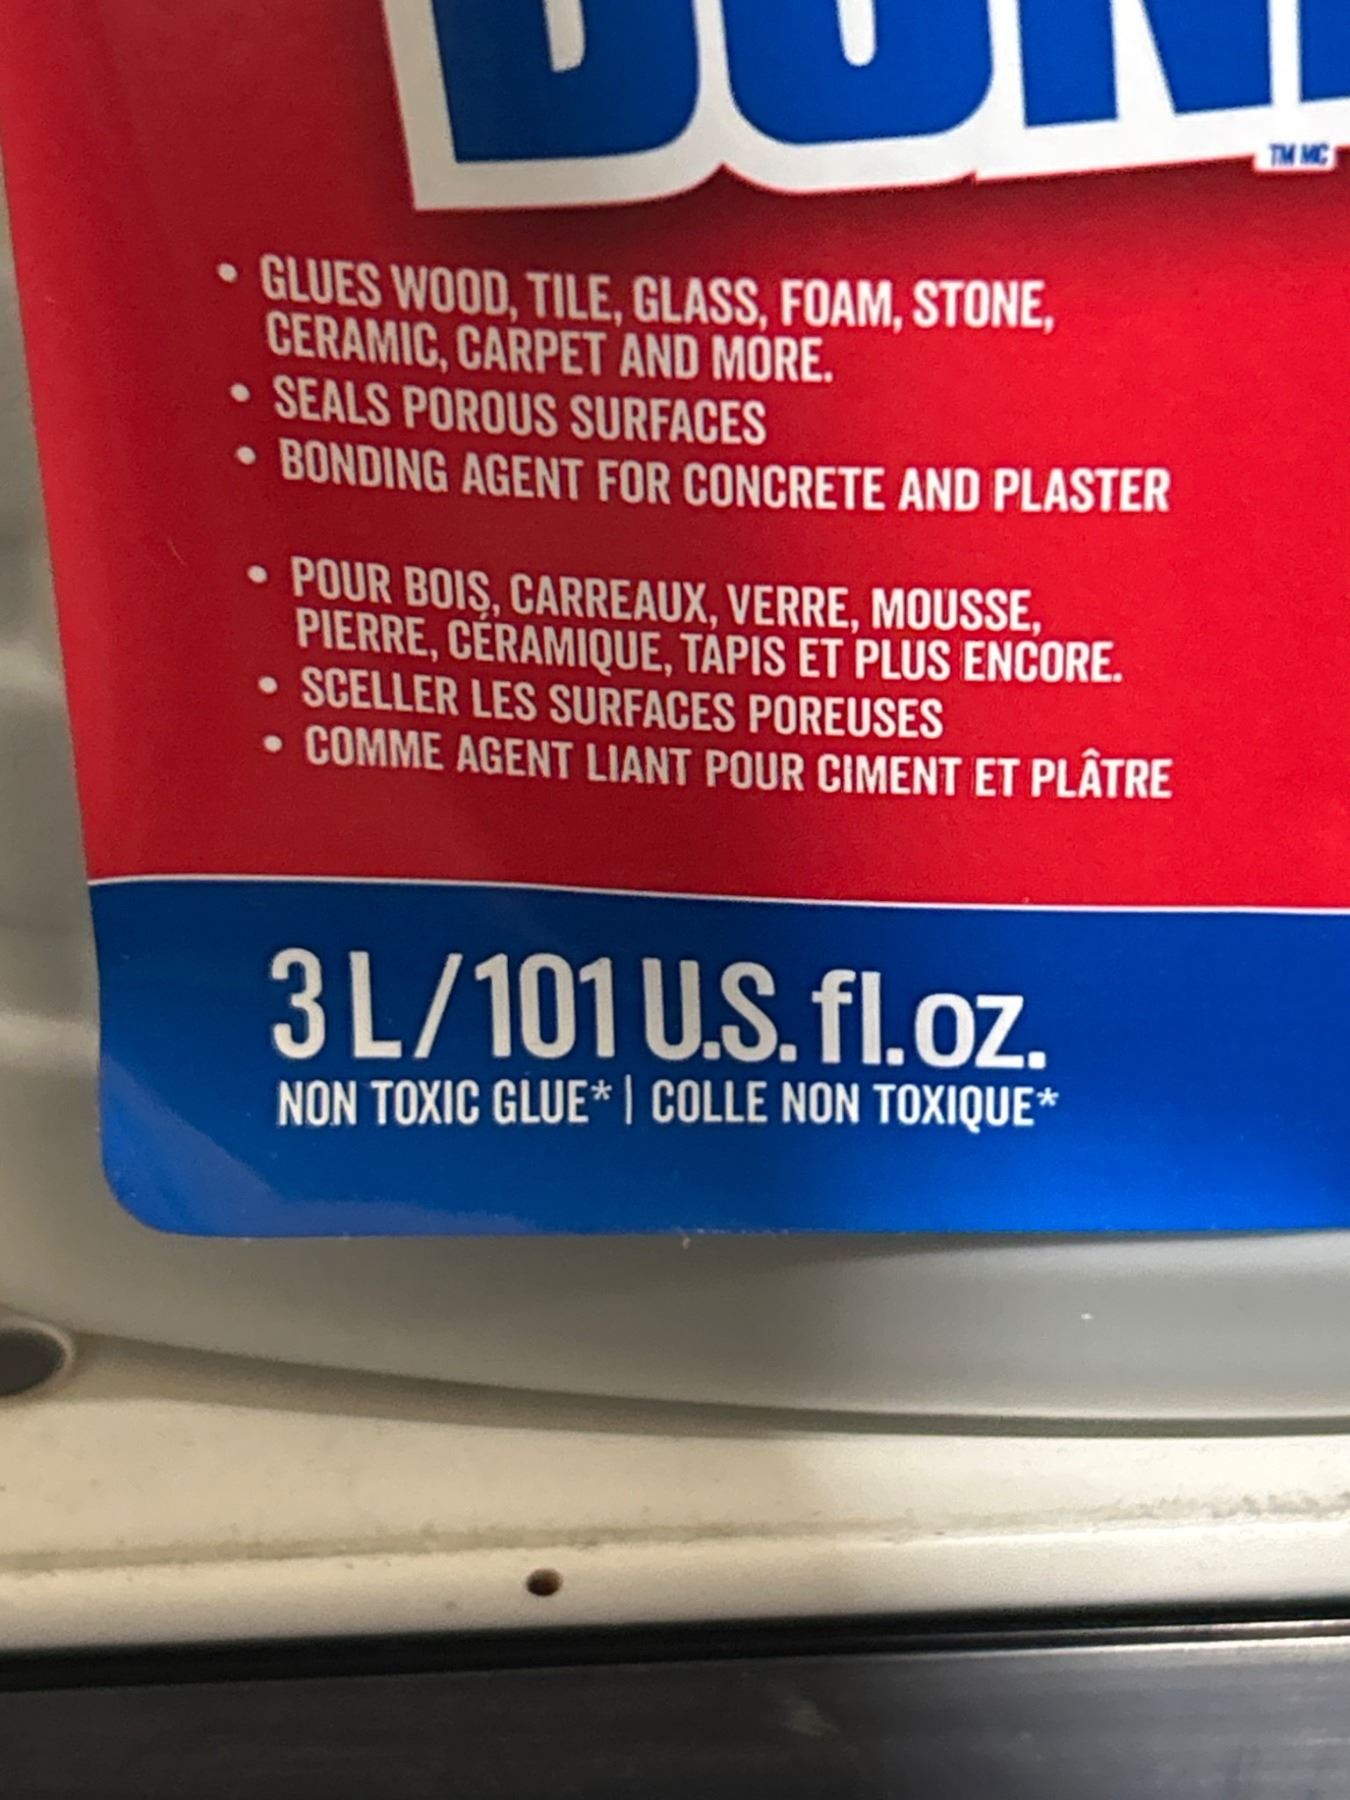 TM MC
• GLUES WOOD, TILE, GLASS, FOAM, STONE,
CERAMIC, CARPET AND MORE.
• SEALS POROUS SURFACES
• BONDING AGENT FOR CONCRETE AND PLASTER
• POUR BOIS, CARREAUX, VERRE, MOUSSE,
PIERRE, CÉRAMIQUE, TAPIS ET PLUS ENCORE.
• SCELLER LES SURFACES POREUSES
• COMME AGENT LIANT POUR CIMENT ET PLÂTRE
3 L/101 U.S. fl. oz.
NON TOXIC GLUE* | COLLE NON TOXIQUE*